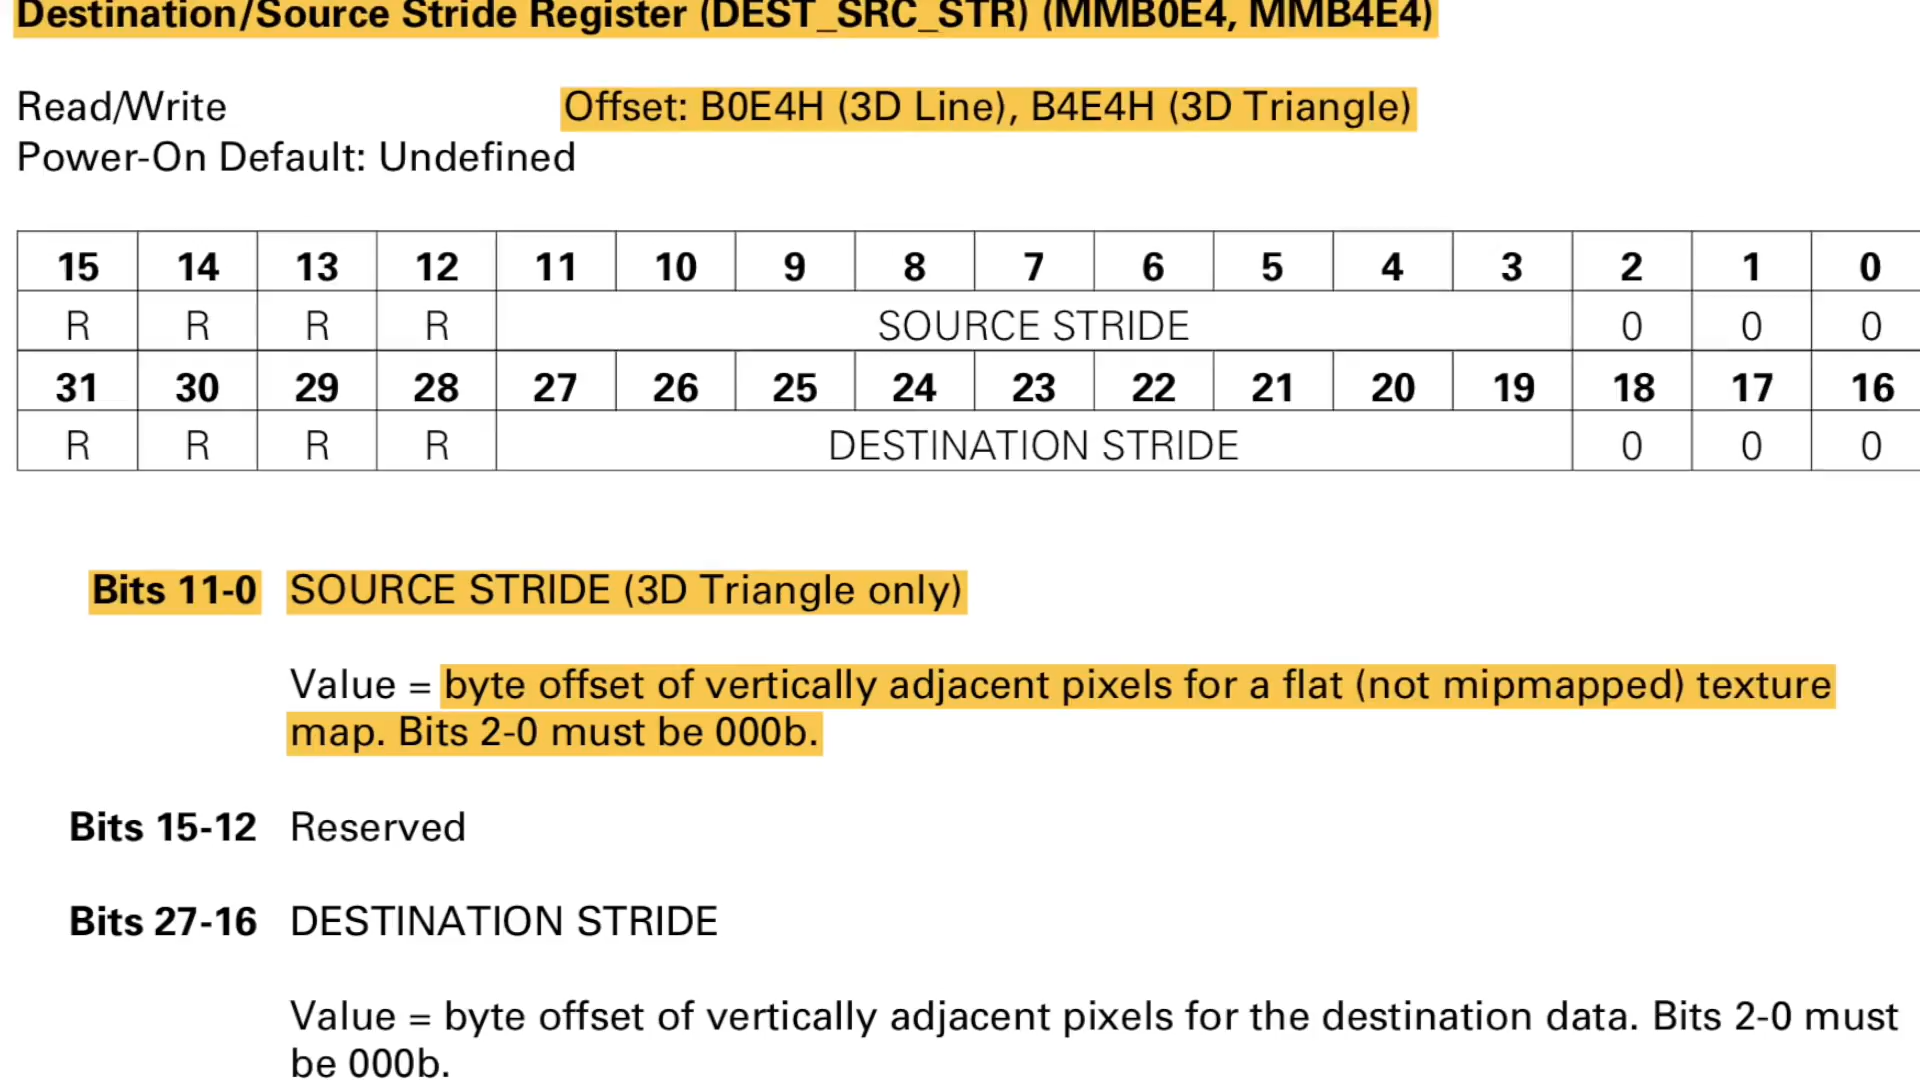 Destination/Source Stride Register (DEST_SRC_STR) (MMB0E4, MMB4E4)
Read/Write Offset: B0E4H (3D Line), B4E4H (3D Triangle)
Power-On Default: Undefined
15 14 13 12 11 10 9 8 7 6 5 4 3 2 1 0
R R R R SOURCE STRIDE 0 0 0
31 30 29 28 27 26 25 24 23 22 21 20 19 18 17 16
R R R R DESTINATION STRIDE 0 0 0
Bits 11-0 SOURCE STRIDE (3D Triangle only)
Value = byte offset of vertically adjacent pixels for a flat (not mipmapped) texture
map. Bits 2-0 must be 000b.
Bits 15-12 Reserved
Bits 27-16 DESTINATION STRIDE
Value = byte offset of vertically adjacent pixels for the destination data. Bits 2-0 must
be 000b.